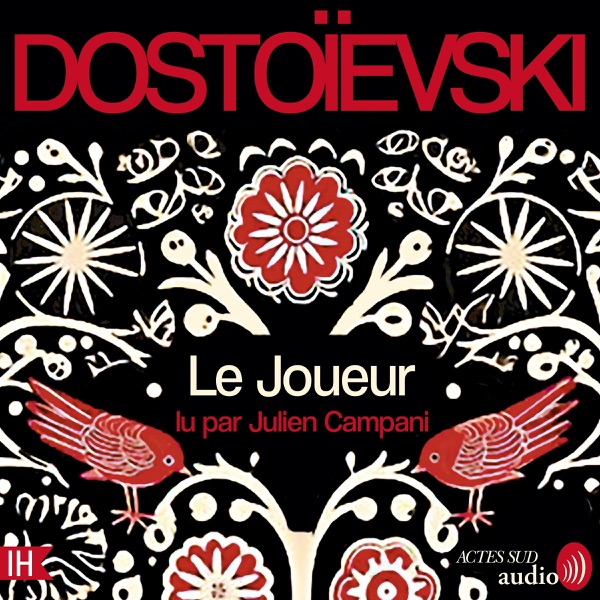 DOSTOÏEVSKI
Le Joueur
lu par Julien Campani
IH
ACTES SUD
audio